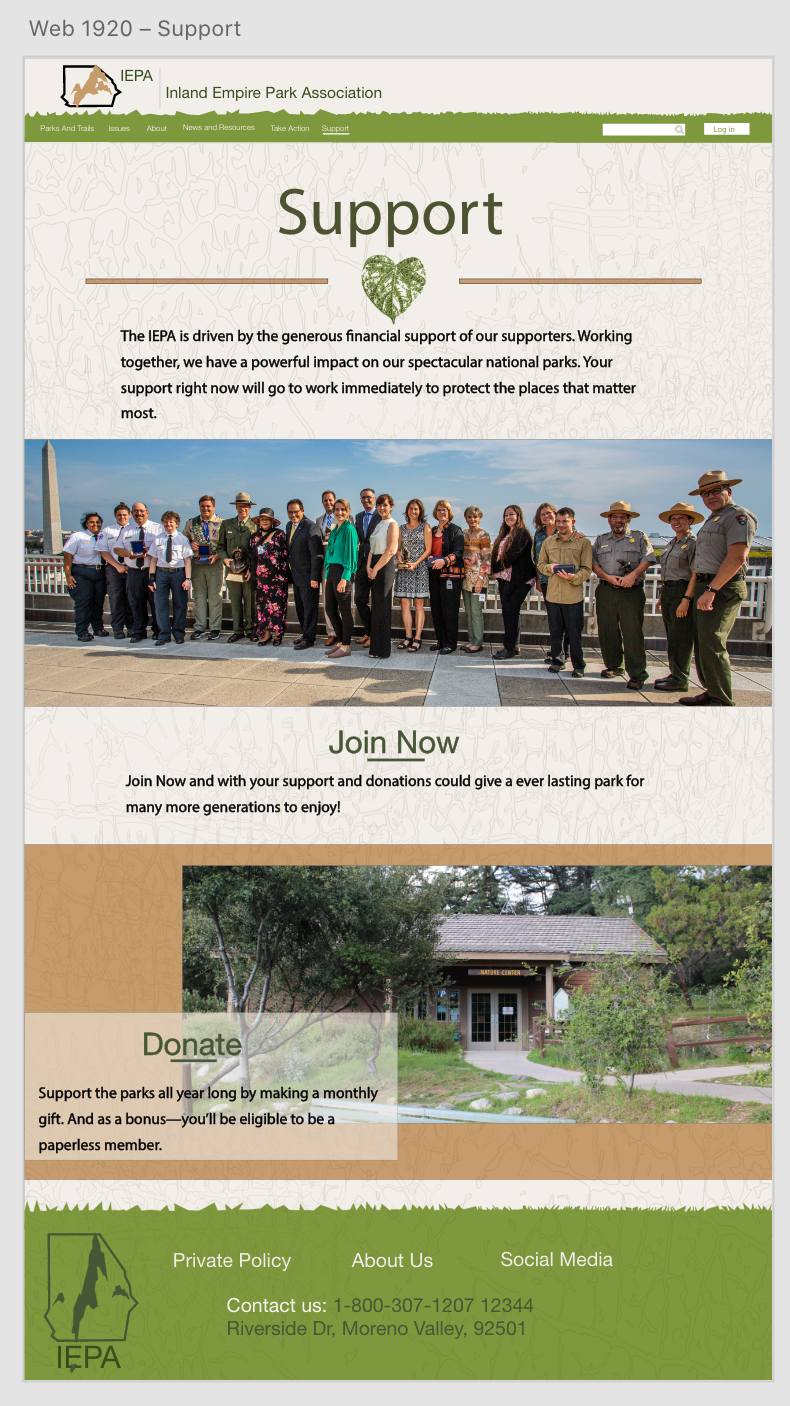 Web 1920 – Support
IEPA
Inland Empire Park Association
Parks And Trails Issues About News and Resources Take Action Support
Log in
Support
The IEPA is driven by the generous financial support of our supporters. Working
together, we have a powerful impact on our spectacular national parks. Your
support right now will go to work immediately to protect the places that matter
most.
Join Now
Join Now and with your support and donations could give a ever lasting park for
many more generations to enjoy!
NATURE CENTER
Donate
Support the parks all year long by making a monthly
gift. And as a bonus—you’ll be eligible to be a
paperless member.
Private Policy About Us Social Media
Contact us: 1-800-307-1207 12344
Riverside Dr, Moreno Valley, 92501
IEPA